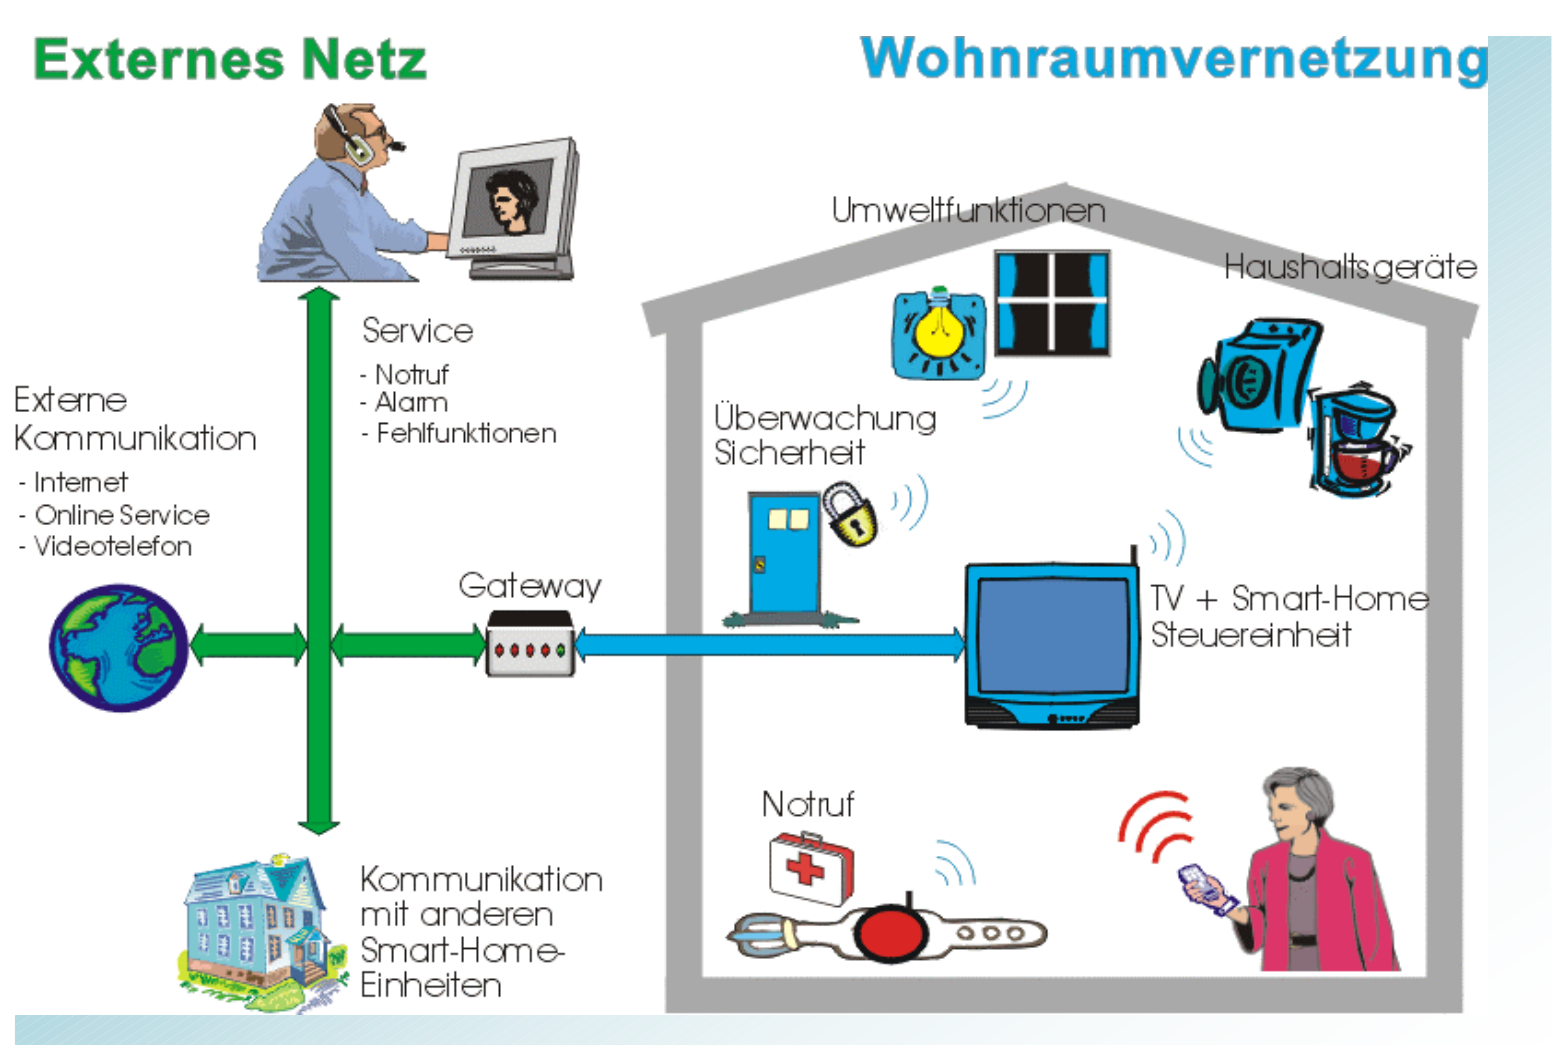 Externes Netz
Wohnraumvernetzung
Service
- Notruf
- Alarm
- Fehlfunktionen
Externe
Kommunikation
- Internet
- Online Service
- Videotelefon
Gateway
Kommunikation
mit anderen
Smart-Home-
Einheiten
Umweltfunktionen
Haushaltsgeräte
Überwachung
Sicherheit
TV + Smart-Home
Steuereinheit
Notruf